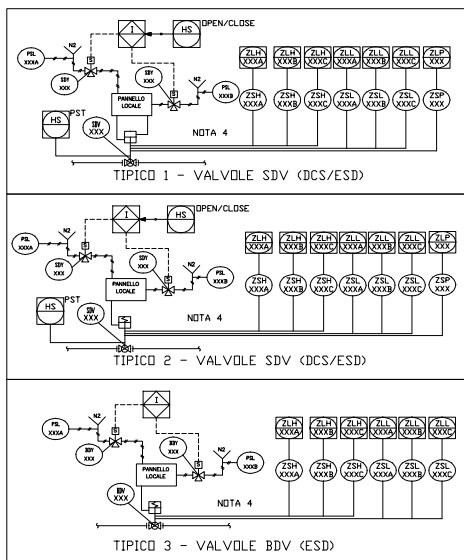 I HS OPEN/CLOSE
N2
PSL XXXA
S
SDY XXX
SDY XXX
S
N2
PSL XXXB
PANNELLO LOCALE
HS PST
SDV XXX
NOTA 4
ZLH XXXA ZLH XXXB ZLH XXXC ZLL XXXA ZLL XXXB ZLL XXXC ZLP XXX
ZSH XXXA ZSH XXXB ZSH XXXC ZSL XXXA ZSL XXXB ZSL XXXC ZSP XXX
TIPICO 1 - VALVOLE SDV (DCS/ESD)
I HS OPEN/CLOSE
N2
PSL XXXA
S
SDY XXX
SDY XXX
S
N2
PSL XXXB
PANNELLO LOCALE
HS PST
SDV XXX
NOTA 4
ZLH XXXA ZLH XXXB ZLH XXXC ZLL XXXA ZLL XXXB ZLL XXXC ZLP XXX
ZSH XXXA ZSH XXXB ZSH XXXC ZSL XXXA ZSL XXXB ZSL XXXC ZSP XXX
TIPICO 2 - VALVOLE SDV (DCS/ESD)
I
N2
PSL XXXA
S
BDY XXX
BDY XXX
S
N2
PSL XXXB
PANNELLO LOCALE
BDV XXX
NOTA 4
ZLH XXXA ZLH XXXB ZLH XXXC ZLL XXXA ZLL XXXB ZLL XXXC
ZSH XXXA ZSH XXXB ZSH XXXC ZSL XXXA ZSL XXXB ZSL XXXC
TIPICO 3 - VALVOLE BDV (ESD)